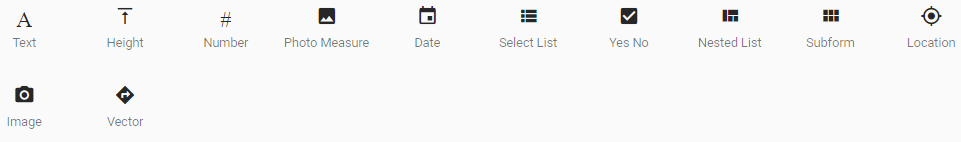 A # 
Text Height Number Photo Measure Date Select List Yes No Nested List Subform Location
Image Vector